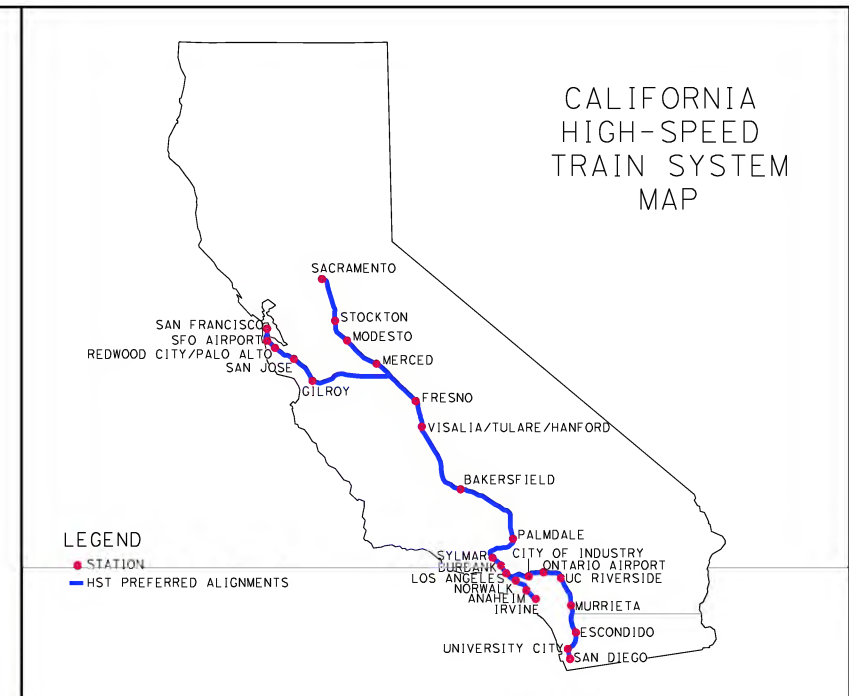 CALIFORNIA
HIGH-SPEED
TRAIN SYSTEM
MAP
SACRAMENTO
STOCKTON
SAN FRANCISCO
MODESTO
SFO AIRPORT
REDWOOD CITY/PALO ALTO
MERCED
SAN JOSE
GILROY
FRESNO
VISALIA/TULARE/HANFORD
BAKERSFIELD
PALMDALE
SYLMAR
CITY OF INDUSTRY
BURBANK
ONTARIO AIRPORT
LOS ANGELES
UC RIVERSIDE
NORWALK
ANAHEIM
IRVINE
MURRIETA
ESCONDIDO
UNIVERSITY CITY
SAN DIEGO
LEGEND
STATION
HST PREFERRED ALIGNMENTS